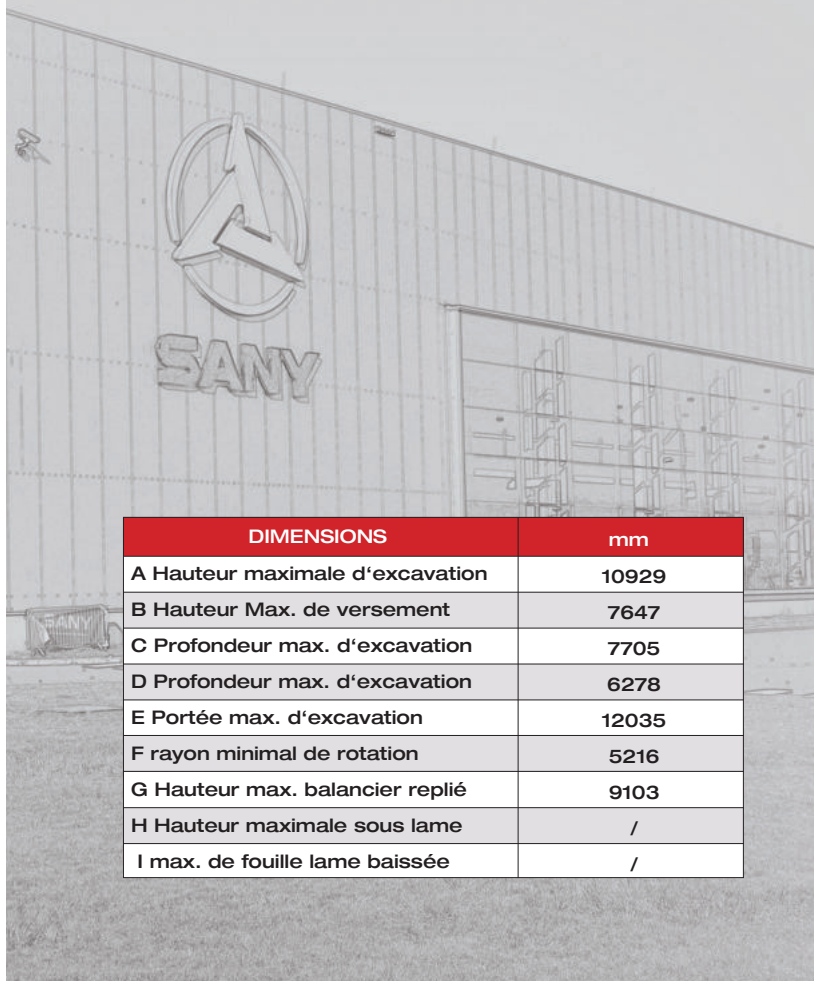 SANY
SANY
DIMENSIONS mm
A Hauteur maximale d‘excavation 10929
B Hauteur Max. de versement 7647
C Profondeur max. d‘excavation 7705
D Profondeur max. d‘excavation 6278
E Portée max. d‘excavation 12035
F rayon minimal de rotation 5216
G Hauteur max. balancier replié 9103
H Hauteur maximale sous lame /
I max. de fouille lame baissée /